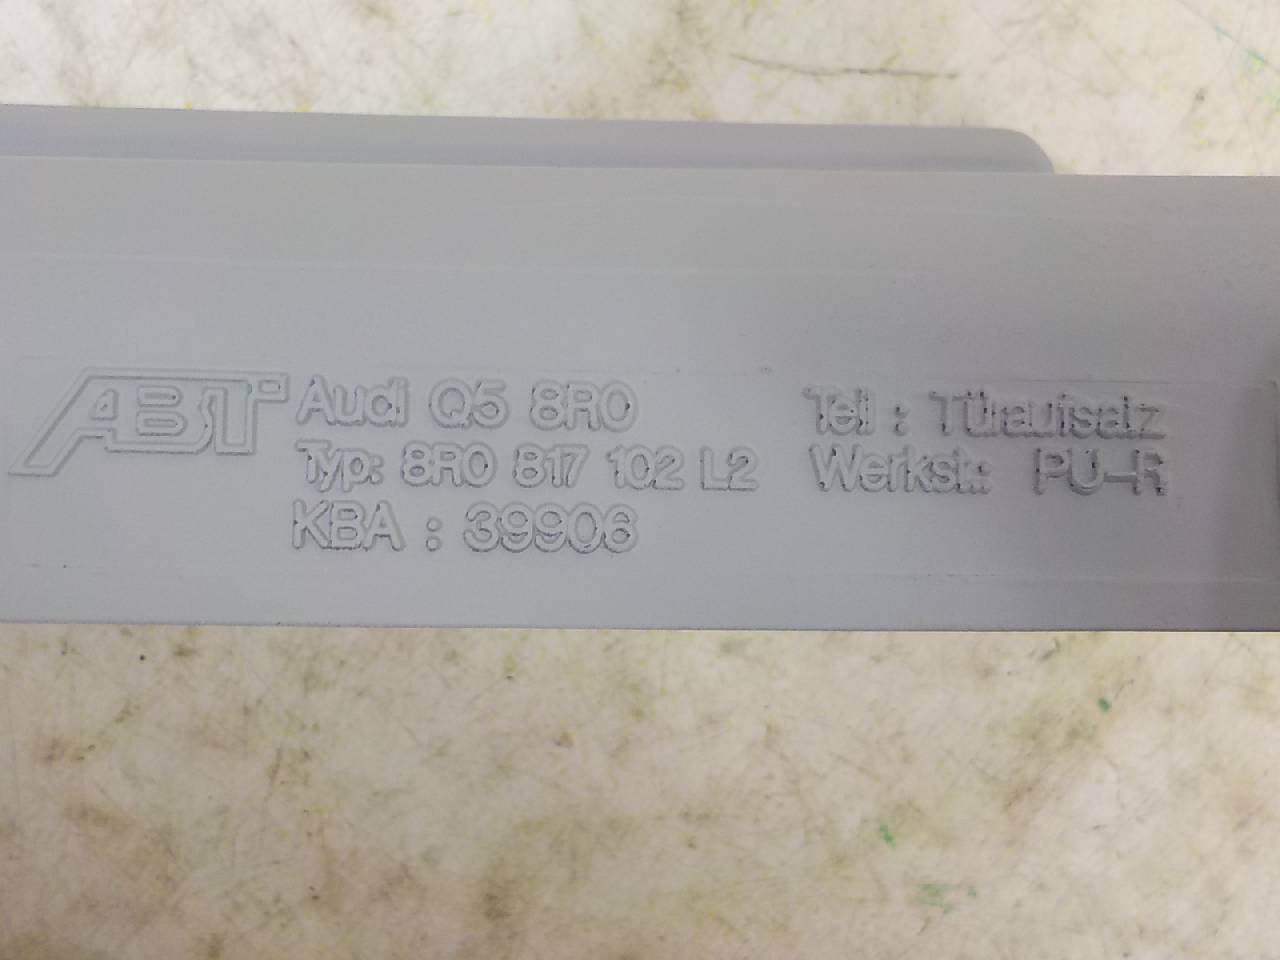 ABT Audi Q5 8R0 Teil : Türaufsatz
Typ: 8R0 817 102 L2 Werkst.: PU-R
KBA : 39906